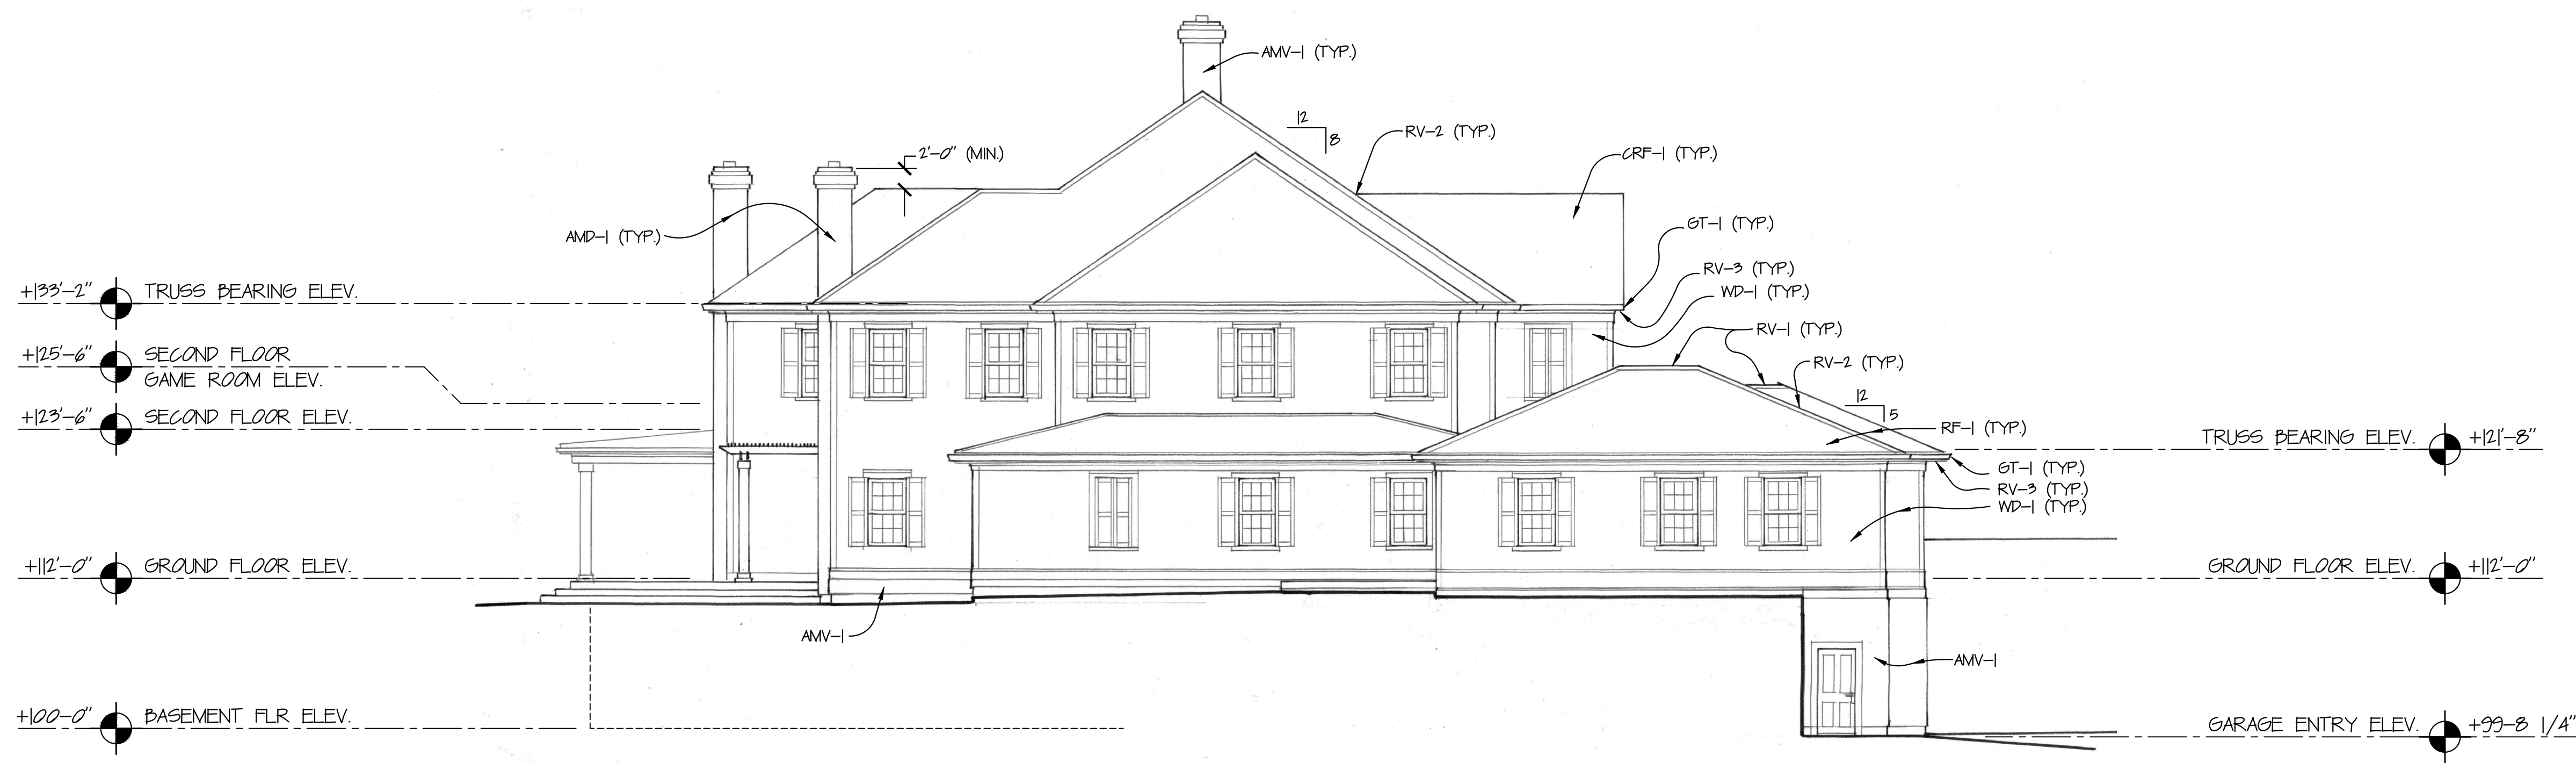 AMV-1 (TYP.)
12
8
RV-2 (TYP.)
2'-0" (MIN.)
CRF-1 (TYP.)
AMD-1 (TYP.)
GT-1 (TYP.)
RV-3 (TYP.)
WD-1 (TYP.)
+133'-2" TRUSS BEARING ELEV.
RV-1 (TYP.)
+125'-6" SECOND FLOOR
GAME ROOM ELEV.
RV-2 (TYP.)
12
5
+123'-6" SECOND FLOOR ELEV.
RF-1 (TYP.)
TRUSS BEARING ELEV. +121'-8"
GT-1 (TYP.)
RV-3 (TYP.)
WD-1 (TYP.)
+112'-0" GROUND FLOOR ELEV.
GROUND FLOOR ELEV. +112'-0"
AMV-1
AMV-1
+100-0" BASEMENT FLR ELEV.
GARAGE ENTRY ELEV. +99-8 1/4"